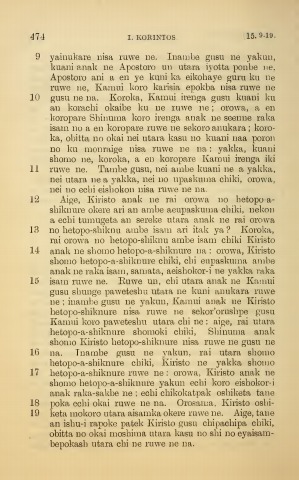 474 I. KORINTOS 15. 9-19.
9 yainukare nisa ruwe ne. Inambe gusu ne yakun,
kuani anak ne Apostoro un utara iyotta ponbe ne,
Apostoro ani a en ye kuni ka eikohaye guru ku ne
ruwe ne, Kamui koro karisia epokba nisa ruwe ne
10 gusu ne na. Koroka, Kamui irenga gusu kuani ku
an korachi okaibe ku ne ruwe ne; orowa, a en
koropare Shinuma koro irenga anak ne seenne raka
isam no a en koropare ruwe ne sekoro anukara; koro-
ka, obitta no okai nei utara kasu no kuani naa poron
no ku monraige nisa ruwe ne na: yakka, kuani
shomo ne, koroka, a en koropare Kamui irenga iki
11 ruwe ne. Tambe gusu, nei ambe kuani ne a yakka,
nei utara ne a yakka, nei no upaskuma chiki, orowa,
nei no echi eishokon nisa ruwe ne na.
12 Aige, Kiristo anak ne rai orowa no hetopo-a-
shiknure okere ari an ambe aeupaskuma chiki, nekon
a echi tumugeta an sereke utara anak ne rai orowa
13 no hetopo-shiknu ambe isam ari itak ya? Koroka,
rai orowa no hetopo-shiknu ambe isam chiki Kiristo
14 anak ne shomo hetopo-a-shiknure na: orowa, Kiristo
shomo hetopo-a-shiknure chiki, chi eupaskuma ambe
anak ne raka isam, samata, aeishokor-i ne yakka raka
15 isam ruwe ne. Ruwe un, chi utara anak ne Kamui
gusu shunge paweteshu utara ne kuni anukara ruwe
ne; inambe gusu ne yakun, Kamui anak ne Kiristo
hetopo-shiknure nisa ruwe ne sekor'orushpe gusu
Kamui koro paweteshu utara chi ne: aige, rai utara
hetopo-a-shiknure shomoki chiki, Shinuma anak
shomo Kiristo hetopo-shiknure nisa ruwe ne gusu ne
16 na. Inambe gusu ne yakun, rai utara shomo
hetopo-a-shiknure chiki, Kiristo ne yakka shomo
17 hetopo-a-shiknure ruwe ne: orowa, Kiristo anak ne
shomo hetopo-a-shiknure yakun echi koro eishokor-i
anak raka-sakbe ne; echi chikokatpak oshiketa tane
18 poka echi okai ruwe ne na. Orosama, Kiristo oshi-
19 keta mokoro utara aisamka okere ruwe ne. Aige, tane
an ishu-i rapoke patek Kiristo gusu chipachipa chiki,
obitta no okai moshima utara kasu no shi no eyaisam-
bepokash utara chi ne ruwe ne na.